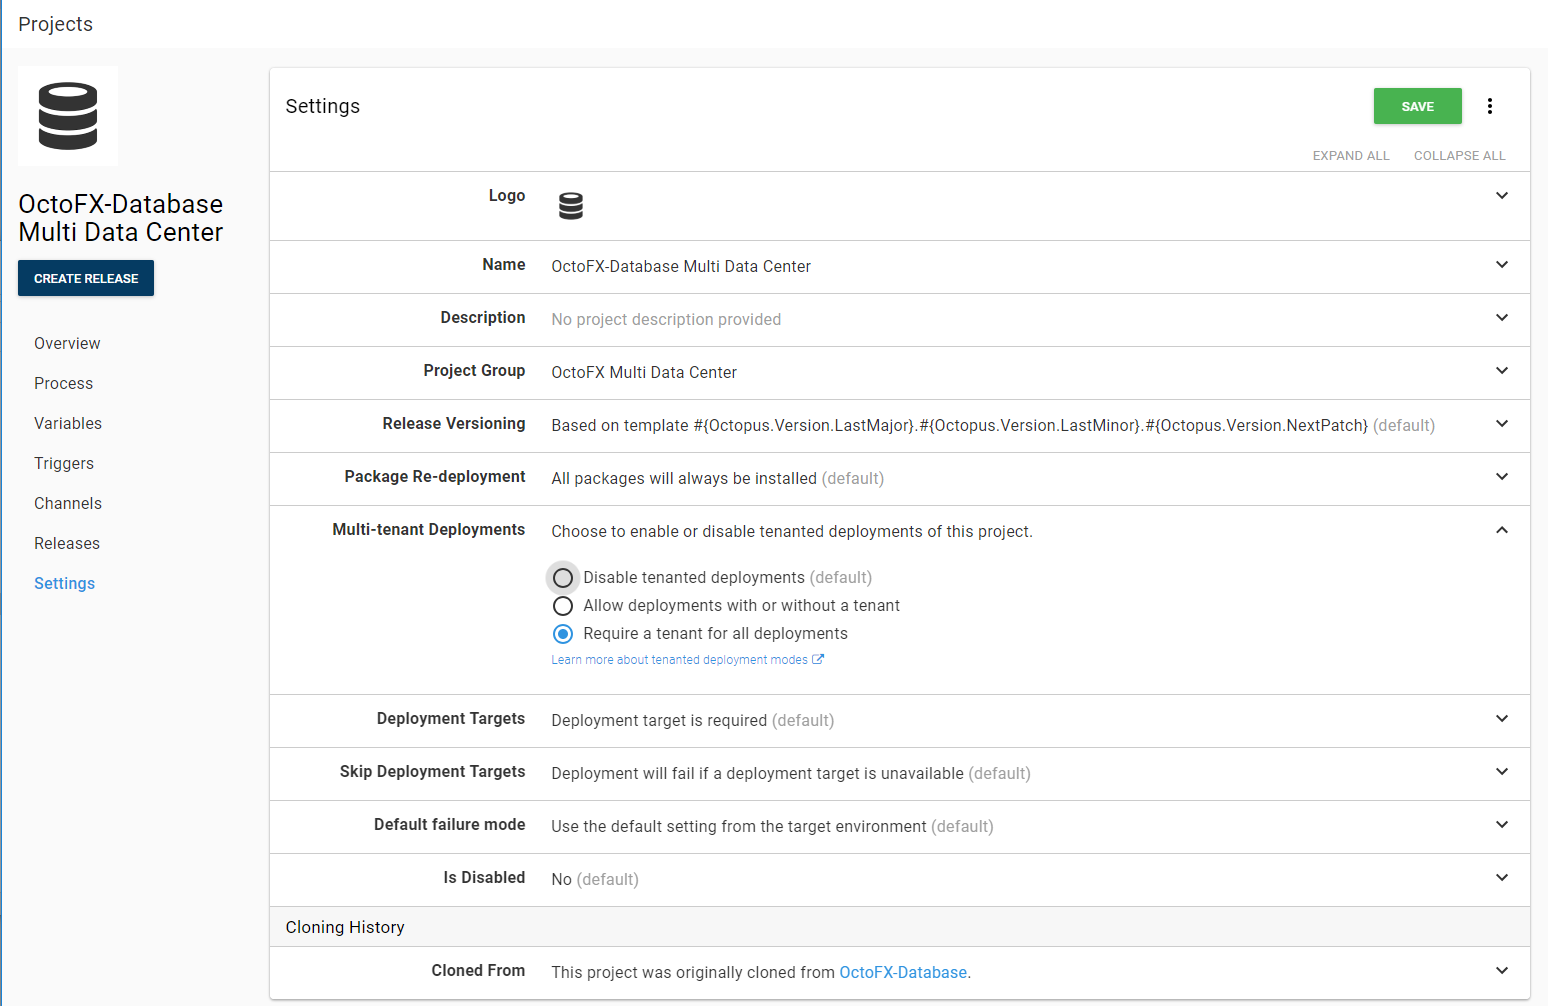 Projects
OctoFX-Database
Multi Data Center
CREATE RELEASE
Overview
Process
Variables
Triggers
Channels
Releases
Settings
Settings
SAVE
EXPAND ALL COLLAPSE ALL
Logo
Name OctoFX-Database Multi Data Center
Description No project description provided
Project Group OctoFX Multi Data Center
Release Versioning Based on template #{Octopus.Version.LastMajor}.#{Octopus.Version.LastMinor}.#{Octopus.Version.NextPatch} (default)
Package Re-deployment All packages will always be installed (default)
Multi-tenant Deployments Choose to enable or disable tenanted deployments of this project.
Disable tenanted deployments (default)
Allow deployments with or without a tenant
Require a tenant for all deployments
Learn more about tenanted deployment modes
Deployment Targets Deployment target is required (default)
Skip Deployment Targets Deployment will fail if a deployment target is unavailable (default)
Default failure mode Use the default setting from the target environment (default)
Is Disabled No (default)
Cloning History
Cloned From This project was originally cloned from OctoFX-Database.